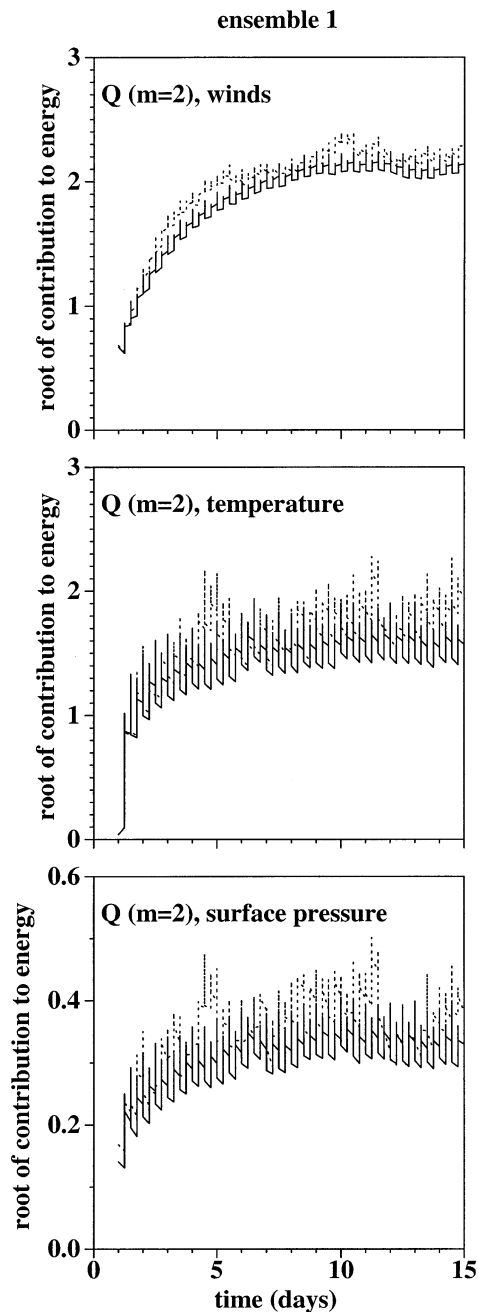 ensemble 1
3
Q (m=2), winds
2
1
0
root of contribution to energy
3
Q (m=2), temperature
2
1
0
root of contribution to energy
0.6
Q (m=2), surface pressure
0.4
0.2
0.0
root of contribution to energy
0 5 10 15
time (days)